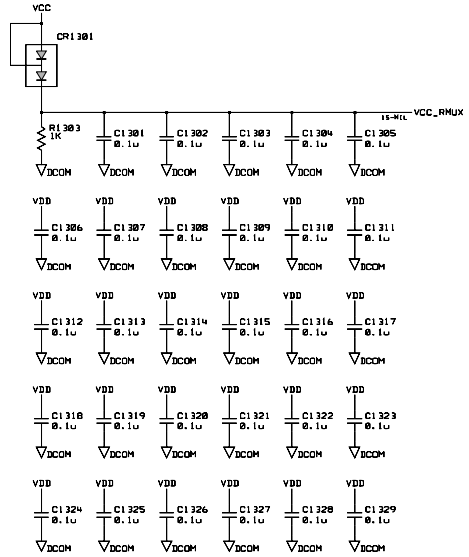 VCC
CR1301
15-MIL VCC_RMUX
R1303 C1301 C1302 C1303 C1304 C1305
1K 0.1u 0.1u 0.1u 0.1u 0.1u
DCOM DCOM DCOM DCOM DCOM DCOM
VDD VDD VDD VDD VDD VDD
C1306 C1307 C1308 C1309 C1310 C1311
0.1u 0.1u 0.1u 0.1u 0.1u 0.1u
DCOM DCOM DCOM DCOM DCOM DCOM
VDD VDD VDD VDD VDD VDD
C1312 C1313 C1314 C1315 C1316 C1317
0.1u 0.1u 0.1u 0.1u 0.1u 0.1u
DCOM DCOM DCOM DCOM DCOM DCOM
VDD VDD VDD VDD VDD VDD
C1318 C1319 C1320 C1321 C1322 C1323
0.1u 0.1u 0.1u 0.1u 0.1u 0.1u
DCOM DCOM DCOM DCOM DCOM DCOM
VDD VDD VDD VDD VDD VDD
C1324 C1325 C1326 C1327 C1328 C1329
0.1u 0.1u 0.1u 0.1u 0.1u 0.1u
DCOM DCOM DCOM DCOM DCOM DCOM